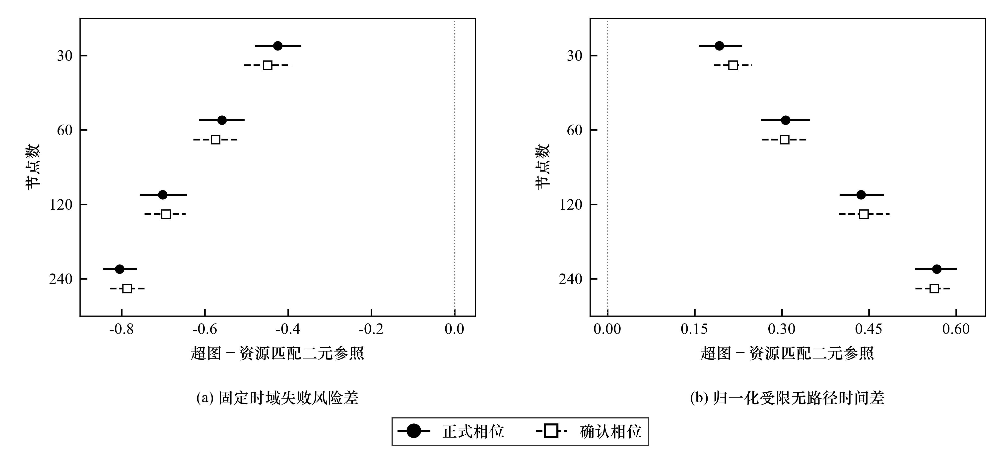 30
60
120
240
节点数
-0.8 -0.6 -0.4 -0.2 0.0
超图 – 资源匹配二元参照
(a) 固定时域失败风险差
30
60
120
240
节点数
0.00 0.15 0.30 0.45 0.60
超图 – 资源匹配二元参照
(b) 归一化受限无路径时间差
正式相位 确认相位